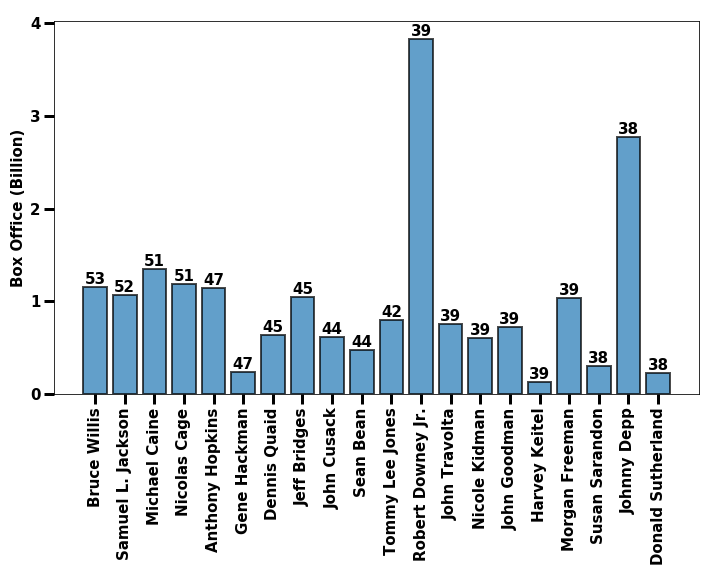 Box Office (Billion)
4
3
2
1
0
53
52
51
51
47
47
45
45
44
44
42
39
39
39
39
39
39
38
38
38
Bruce Willis
Samuel L. Jackson
Michael Caine
Nicolas Cage
Anthony Hopkins
Gene Hackman
Dennis Quaid
Jeff Bridges
John Cusack
Sean Bean
Tommy Lee Jones
Robert Downey Jr.
John Travolta
Nicole Kidman
John Goodman
Harvey Keitel
Morgan Freeman
Susan Sarandon
Johnny Depp
Donald Sutherland